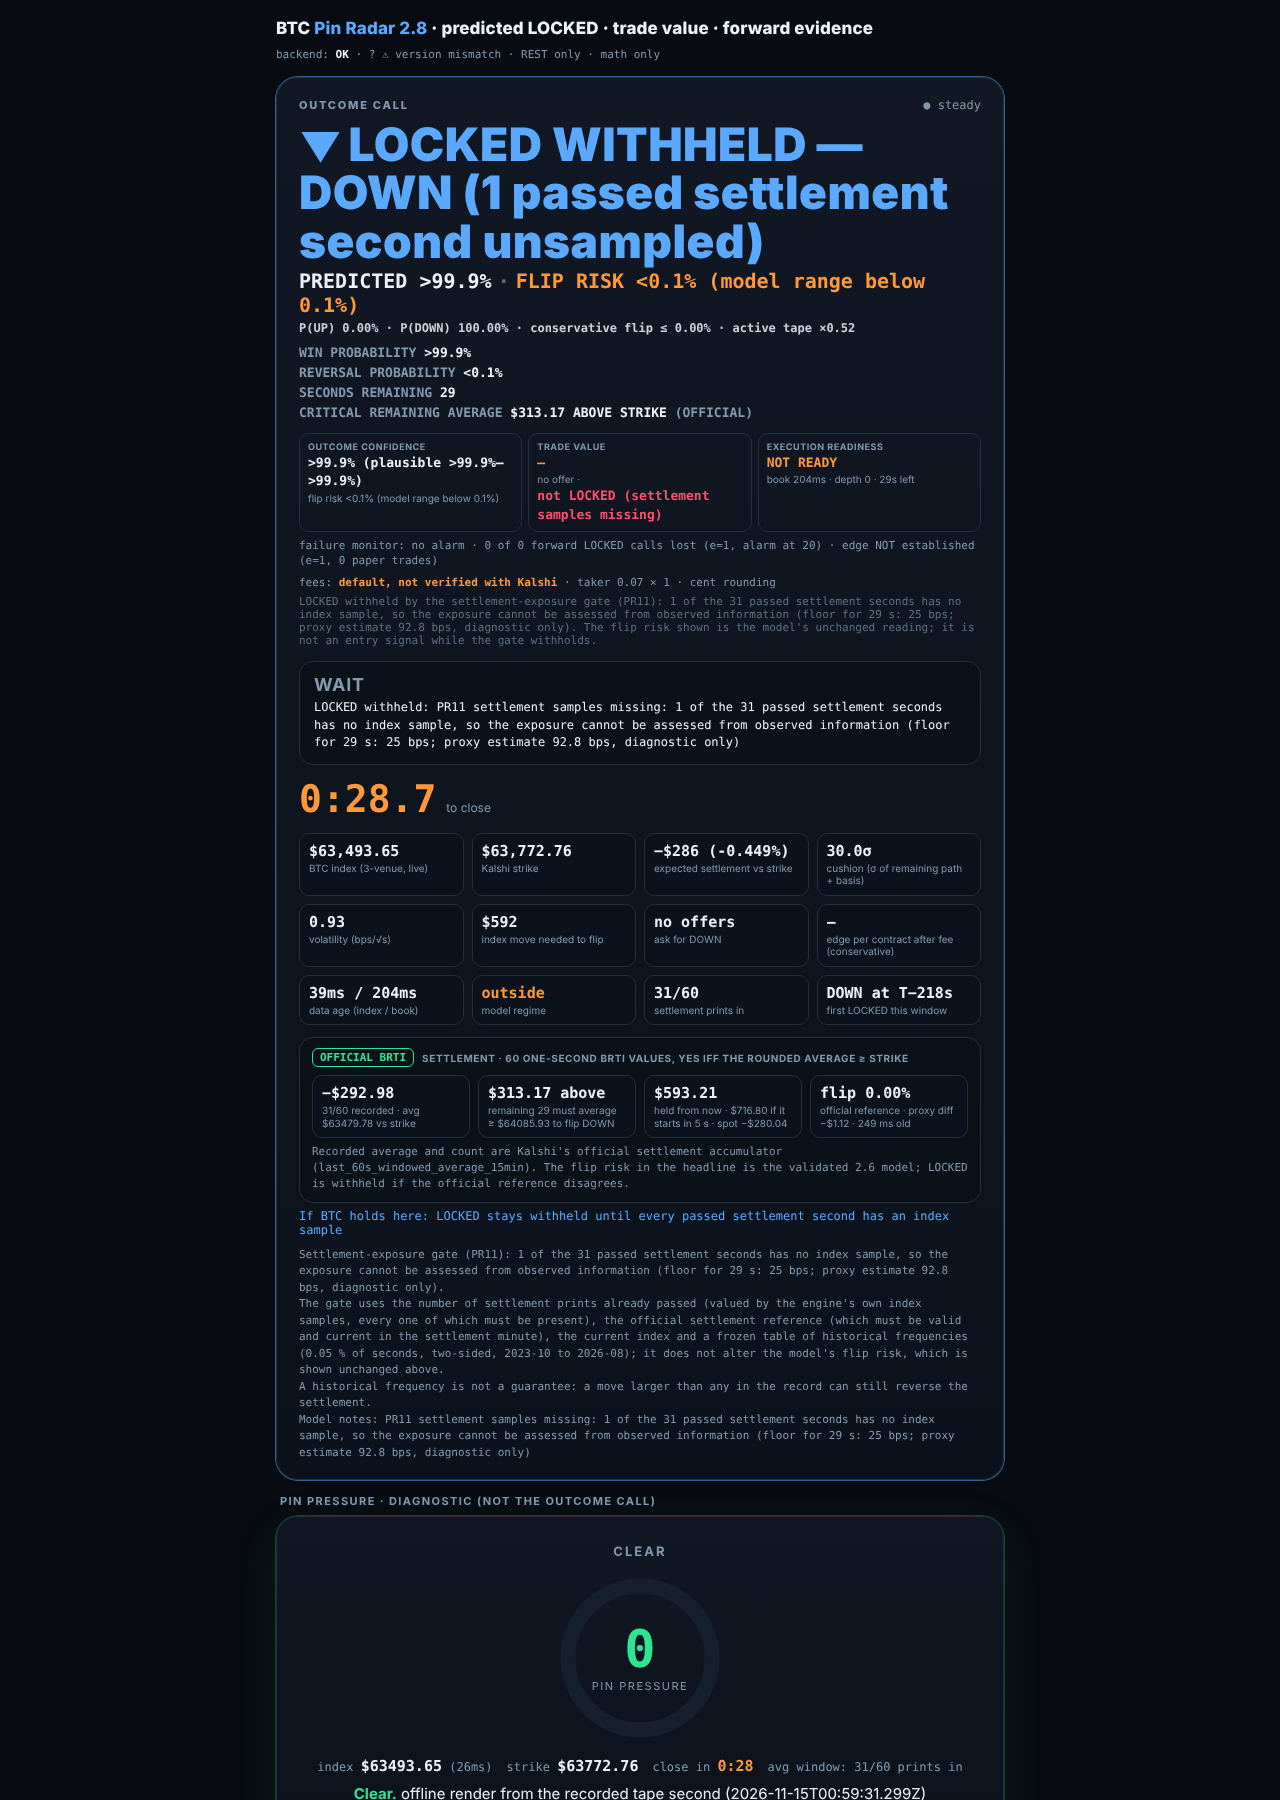 BTC Pin Radar 2.8 · predicted LOCKED · trade value · forward evidence
backend: OK · ? ⚠ version mismatch · REST only · math only
OUTCOME CALL
● steady
▼ LOCKED WITHHELD —
DOWN (1 passed settlement
second unsampled)
PREDICTED >99.9% · FLIP RISK <0.1% (model range below
0.1%)
P(UP) 0.00% · P(DOWN) 100.00% · conservative flip ≤ 0.00% · active tape ×0.52
WIN PROBABILITY >99.9%
REVERSAL PROBABILITY <0.1%
SECONDS REMAINING 29
CRITICAL REMAINING AVERAGE $313.17 ABOVE STRIKE (OFFICIAL)
OUTCOME CONFIDENCE
>99.9% (plausible >99.9%–
>99.9%)
flip risk <0.1% (model range below 0.1%)
TRADE VALUE
—
no offer ·
not LOCKED (settlement
samples missing)
EXECUTION READINESS
NOT READY
book 204ms · depth 0 · 29s left
failure monitor: no alarm · 0 of 0 forward LOCKED calls lost (e=1, alarm at 20) · edge NOT established
(e=1, 0 paper trades)
fees: default, not verified with Kalshi · taker 0.07 × 1 · cent rounding
LOCKED withheld by the settlement-exposure gate (PR11): 1 of the 31 passed settlement seconds has no
index sample, so the exposure cannot be assessed from observed information (floor for 29 s: 25 bps;
proxy estimate 92.8 bps, diagnostic only). The flip risk shown is the model's unchanged reading; it is
not an entry signal while the gate withholds.
WAIT
LOCKED withheld: PR11 settlement samples missing: 1 of the 31 passed settlement seconds
has no index sample, so the exposure cannot be assessed from observed information (floor
for 29 s: 25 bps; proxy estimate 92.8 bps, diagnostic only)
0:28.7 to close
$63,493.65
BTC index (3-venue, live)
$63,772.76
Kalshi strike
−$286 (-0.449%)
expected settlement vs strike
30.0σ
cushion (σ of remaining path
+ basis)
0.93
volatility (bps/√s)
$592
index move needed to flip
no offers
ask for DOWN
—
edge per contract after fee
(conservative)
39ms / 204ms
data age (index / book)
outside
model regime
31/60
settlement prints in
DOWN at T−218s
first LOCKED this window
OFFICIAL BRTI SETTLEMENT · 60 ONE-SECOND BRTI VALUES, YES IFF THE ROUNDED AVERAGE ≥ STRIKE
−$292.98
31/60 recorded · avg
$63479.78 vs strike
$313.17 above
remaining 29 must average
≥ $64085.93 to flip DOWN
$593.21
held from now · $716.80 if it
starts in 5 s · spot −$280.04
flip 0.00%
official reference · proxy diff
−$1.12 · 249 ms old
Recorded average and count are Kalshi's official settlement accumulator
(last_60s_windowed_average_15min). The flip risk in the headline is the validated 2.6 model; LOCKED
is withheld if the official reference disagrees.
If BTC holds here: LOCKED stays withheld until every passed settlement second has an index
sample
Settlement-exposure gate (PR11): 1 of the 31 passed settlement seconds has no index sample, so the
exposure cannot be assessed from observed information (floor for 29 s: 25 bps; proxy estimate 92.8
bps, diagnostic only).
The gate uses the number of settlement prints already passed (valued by the engine's own index
samples, every one of which must be present), the official settlement reference (which must be valid
and current in the settlement minute), the current index and a frozen table of historical frequencies
(0.05 % of seconds, two-sided, 2023-10 to 2026-08); it does not alter the model's flip risk, which is
shown unchanged above.
A historical frequency is not a guarantee: a move larger than any in the record can still reverse the
settlement.
Model notes: PR11 settlement samples missing: 1 of the 31 passed settlement seconds has no index
sample, so the exposure cannot be assessed from observed information (floor for 29 s: 25 bps; proxy
estimate 92.8 bps, diagnostic only)
PIN PRESSURE · DIAGNOSTIC (NOT THE OUTCOME CALL)
CLEAR
0
PIN PRESSURE
index $63493.65 (26ms) strike $63772.76 close in 0:28 avg window: 31/60 prints in
Clear. offline render from the recorded tape second (2026-11-15T00:59:31.299Z)